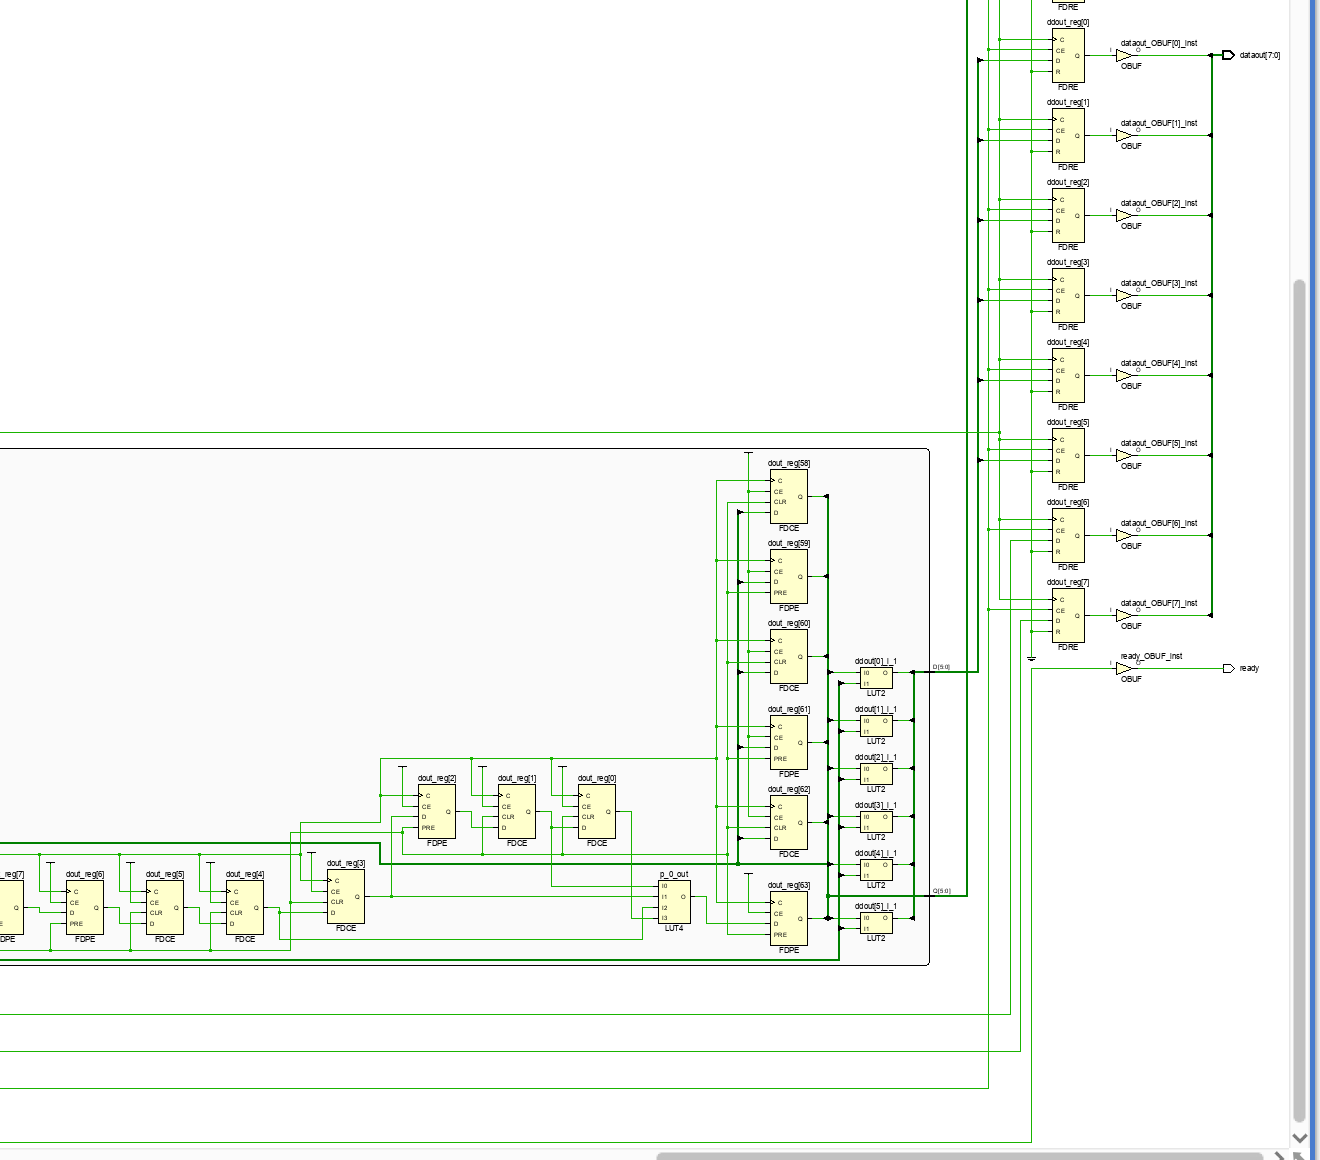 FDRE
ddout_reg[0]
C
CE
D
R
Q
FDRE
dataout_OBUF[0]_inst
I
O
OBUF
dataout[7:0]
ddout_reg[1]
C
CE
D
R
Q
FDRE
dataout_OBUF[1]_inst
I
O
OBUF
ddout_reg[2]
C
CE
D
R
Q
FDRE
dataout_OBUF[2]_inst
I
O
OBUF
ddout_reg[3]
C
CE
D
R
Q
FDRE
dataout_OBUF[3]_inst
I
O
OBUF
ddout_reg[4]
C
CE
D
R
Q
FDRE
dataout_OBUF[4]_inst
I
O
OBUF
ddout_reg[5]
C
CE
D
R
Q
FDRE
dataout_OBUF[5]_inst
I
O
OBUF
ddout_reg[6]
C
CE
D
R
Q
FDRE
dataout_OBUF[6]_inst
I
O
OBUF
ddout_reg[7]
C
CE
D
R
Q
FDRE
dataout_OBUF[7]_inst
I
O
OBUF
ready_OBUF_inst
I
O
OBUF
ready
dout_reg[58]
C
CE
CLR
D
Q
FDCE
dout_reg[59]
C
CE
D
PRE
Q
FDPE
dout_reg[60]
C
CE
CLR
D
Q
FDCE
dout_reg[61]
C
CE
D
PRE
Q
FDPE
dout_reg[62]
C
CE
CLR
D
Q
FDCE
dout_reg[63]
C
CE
D
PRE
Q
FDPE
ddout[0]_i_1
I0
I1
O
LUT2
ddout[1]_i_1
I0
I1
O
LUT2
ddout[2]_i_1
I0
I1
O
LUT2
ddout[3]_i_1
I0
I1
O
LUT2
ddout[4]_i_1
I0
I1
O
LUT2
ddout[5]_i_1
I0
I1
O
LUT2
D[5:0]
Q[5:0]
dout_reg[2]
C
CE
D
PRE
Q
FDPE
dout_reg[1]
C
CE
CLR
D
Q
FDCE
dout_reg[0]
C
CE
CLR
D
Q
FDCE
_reg[7]
Q
E
DPE
dout_reg[6]
C
CE
D
PRE
Q
FDPE
dout_reg[5]
C
CE
CLR
D
Q
FDCE
dout_reg[4]
C
CE
CLR
D
Q
FDCE
dout_reg[3]
C
CE
CLR
D
Q
FDCE
p_0_out
I0
I1
I2
I3
O
LUT4